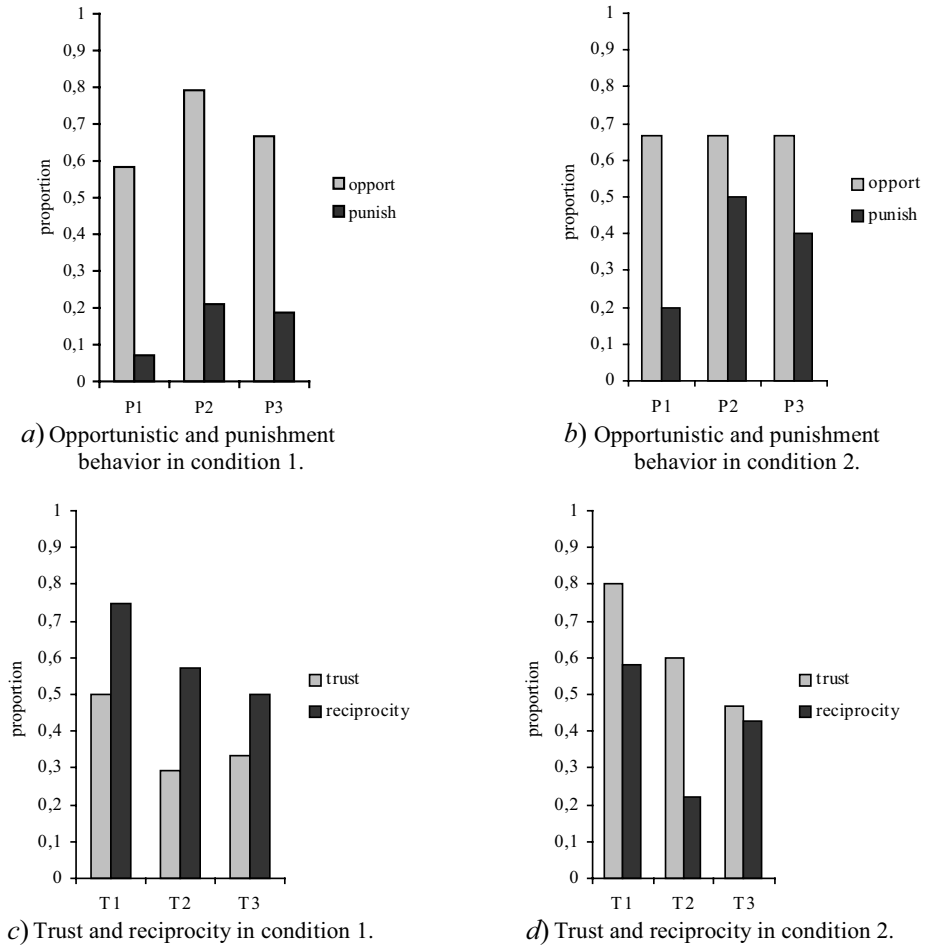 1
0,9
0,8
0,7
0,6
0,5
0,4
0,3
0,2
0,1
0
proportion
P1 P2 P3
opport
punish
a) Opportunistic and punishment
behavior in condition 1.
1
0,9
0,8
0,7
0,6
0,5
0,4
0,3
0,2
0,1
0
proportion
P1 P2 P3
opport
punish
b) Opportunistic and punishment
behavior in condition 2.
1
0,9
0,8
0,7
0,6
0,5
0,4
0,3
0,2
0,1
0
proportion
T1 T2 T3
trust
reciprocity
c) Trust and reciprocity in condition 1.
1
0,9
0,8
0,7
0,6
0,5
0,4
0,3
0,2
0,1
0
proportion
T1 T2 T3
trust
reciprocity
d) Trust and reciprocity in condition 2.